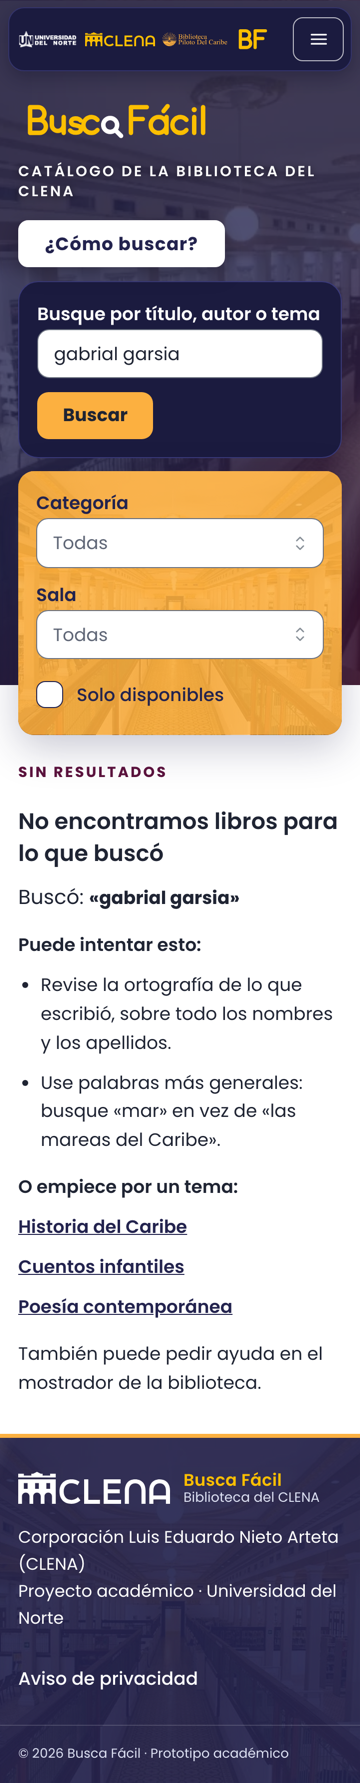 UNIVERSIDAD
DEL NORTE
CLENA
Biblioteca
Piloto Del Caribe
BF
Busca Fácil
CATÁLOGO DE LA BIBLIOTECA DEL
CLENA
¿Cómo buscar?
Busque por título, autor o tema
gabrial garsia
Buscar
Categoría
Todas
Sala
Todas
Solo disponibles
SIN RESULTADOS
No encontramos libros para
lo que buscó
Buscó: «gabrial garsia»
Puede intentar esto:
• Revise la ortografía de lo que
escribió, sobre todo los nombres
y los apellidos.
• Use palabras más generales:
busque «mar» en vez de «las
mareas del Caribe».
O empiece por un tema:
Historia del Caribe
Cuentos infantiles
Poesía contemporánea
También puede pedir ayuda en el
mostrador de la biblioteca.
CLENA
Busca Fácil
Biblioteca del CLENA
Corporación Luis Eduardo Nieto Arteta
(CLENA)
Proyecto académico · Universidad del
Norte
Aviso de privacidad
© 2026 Busca Fácil · Prototipo académico